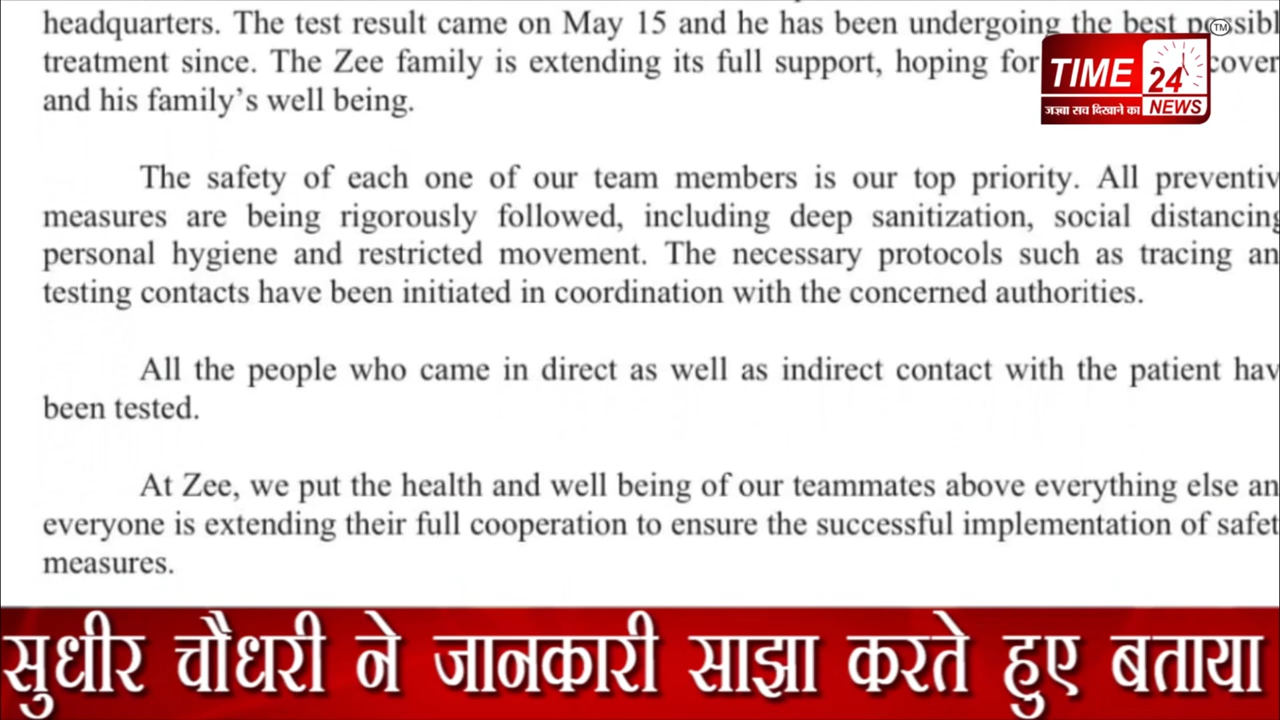 headquarters. The test result came on May 15 and he has been undergoing the best
treatment since. The Zee family is extending its full support, hoping for
and his family's well being.
The safety of each one of our team members is our top priority. All
measures are being rigorously followed, including deep sanitization, social
personal hygiene and restricted movement. The necessary protocols such as tracing
testing contacts have been initiated in coordination with the concerned authorities.
All the people who came in direct as well as indirect contact with the patient
been tested.
At Zee, we put the health and well being of our teammates above everything else
everyone is extending their full cooperation to ensure the successful implementation of
measures.
TM
TIME 24
NEWS
जज़्बा सच दिखाने का
सुधीर चौधरी ने जानकारी साझा करते हुए बताया